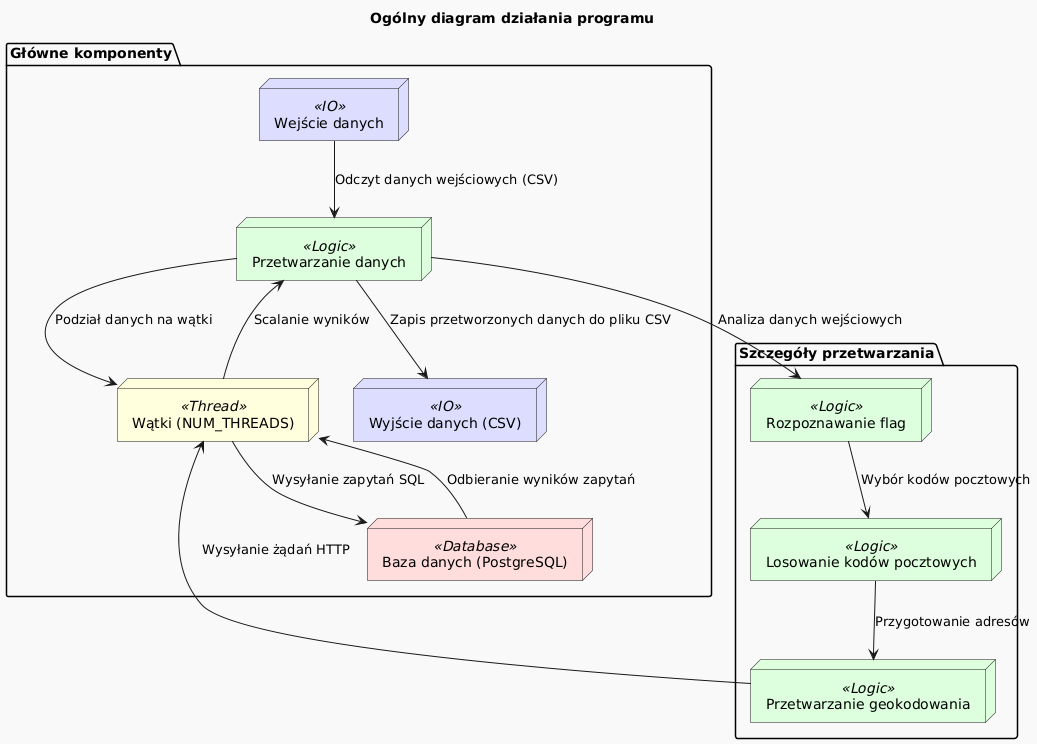 Ogólny diagram działania programu
Główne komponenty
«IO»
Wejście danych
Odczyt danych wejściowych (CSV)
«Logic»
Przetwarzanie danych
Podział danych na wątki
Scalanie wyników
Zapis przetworzonych danych do pliku CSV
Analiza danych wejściowych
Szczegóły przetwarzania
«Thread»
Wątki (NUM_THREADS)
«IO»
Wyjście danych (CSV)
«Logic»
Rozpoznawanie flag
Wysyłanie zapytań SQL
Odbieranie wyników zapytań
Wybór kodów pocztowych
Wysyłanie żądań HTTP
«Database»
Baza danych (PostgreSQL)
«Logic»
Losowanie kodów pocztowych
Przygotowanie adresów
«Logic»
Przetwarzanie geokodowania